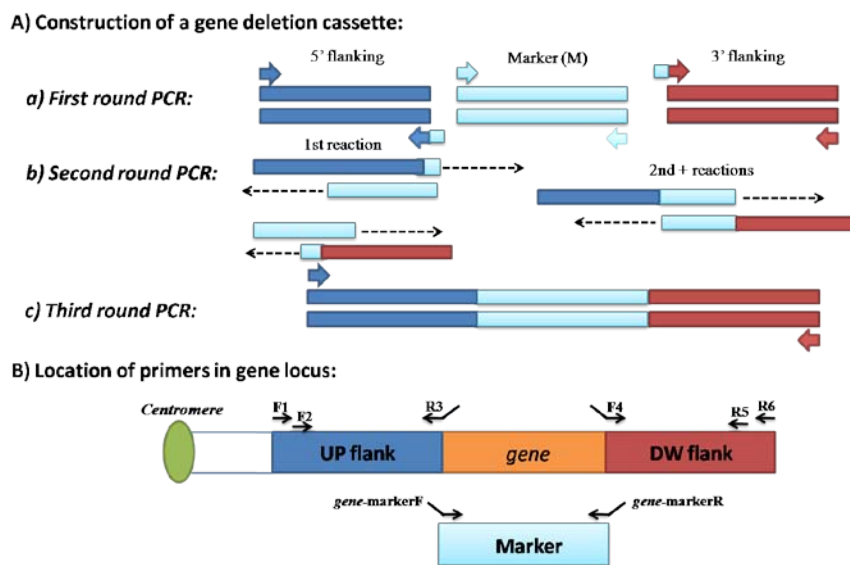 A) Construction of a gene deletion cassette:
5' flanking
Marker (M)
3' flanking
a) First round PCR:
1st reaction
b) Second round PCR:
2nd + reactions
c) Third round PCR:
B) Location of primers in gene locus:
Centromere
F1
F2
R3
F4
R5
R6
UP flank
gene
DW flank
gene-markerF
gene-markerR
Marker